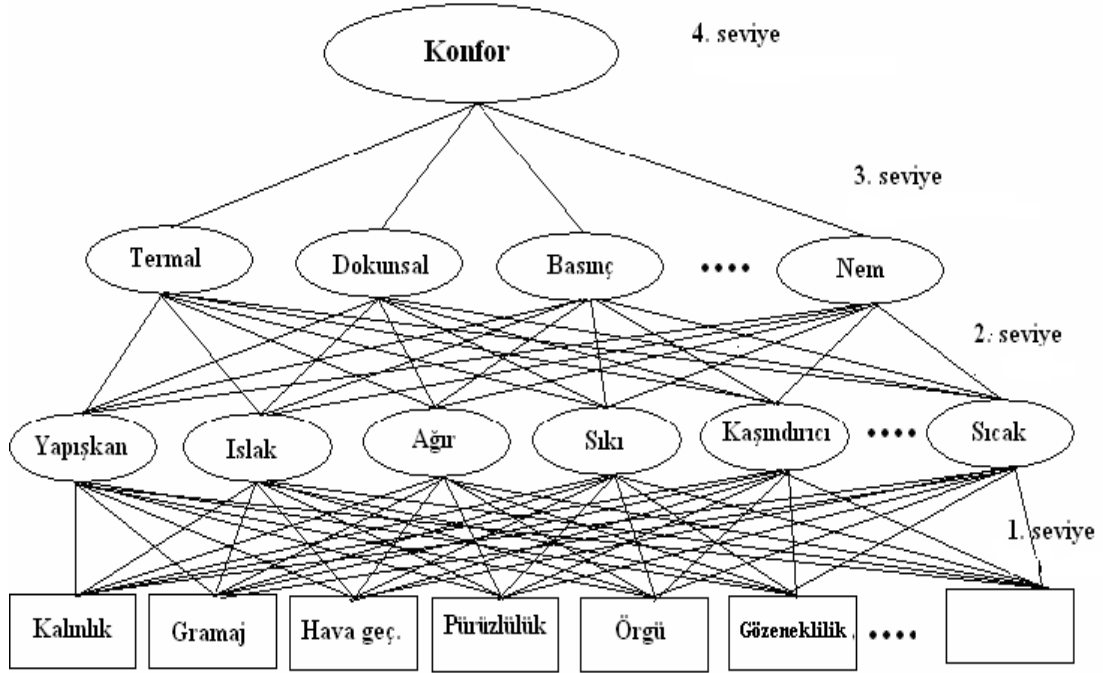 Konfor
4. seviye
3. seviye
Termal
Dokunsal
Basınç
....
Nem
2. seviye
Yapışkan
Islak
Ağır
Sıkı
Kaşındırıcı
....
Sıcak
1. seviye
Kalınlık
Gramaj
Hava geç.
Pürüzlülük
Örgü
Gözeneklilik
....